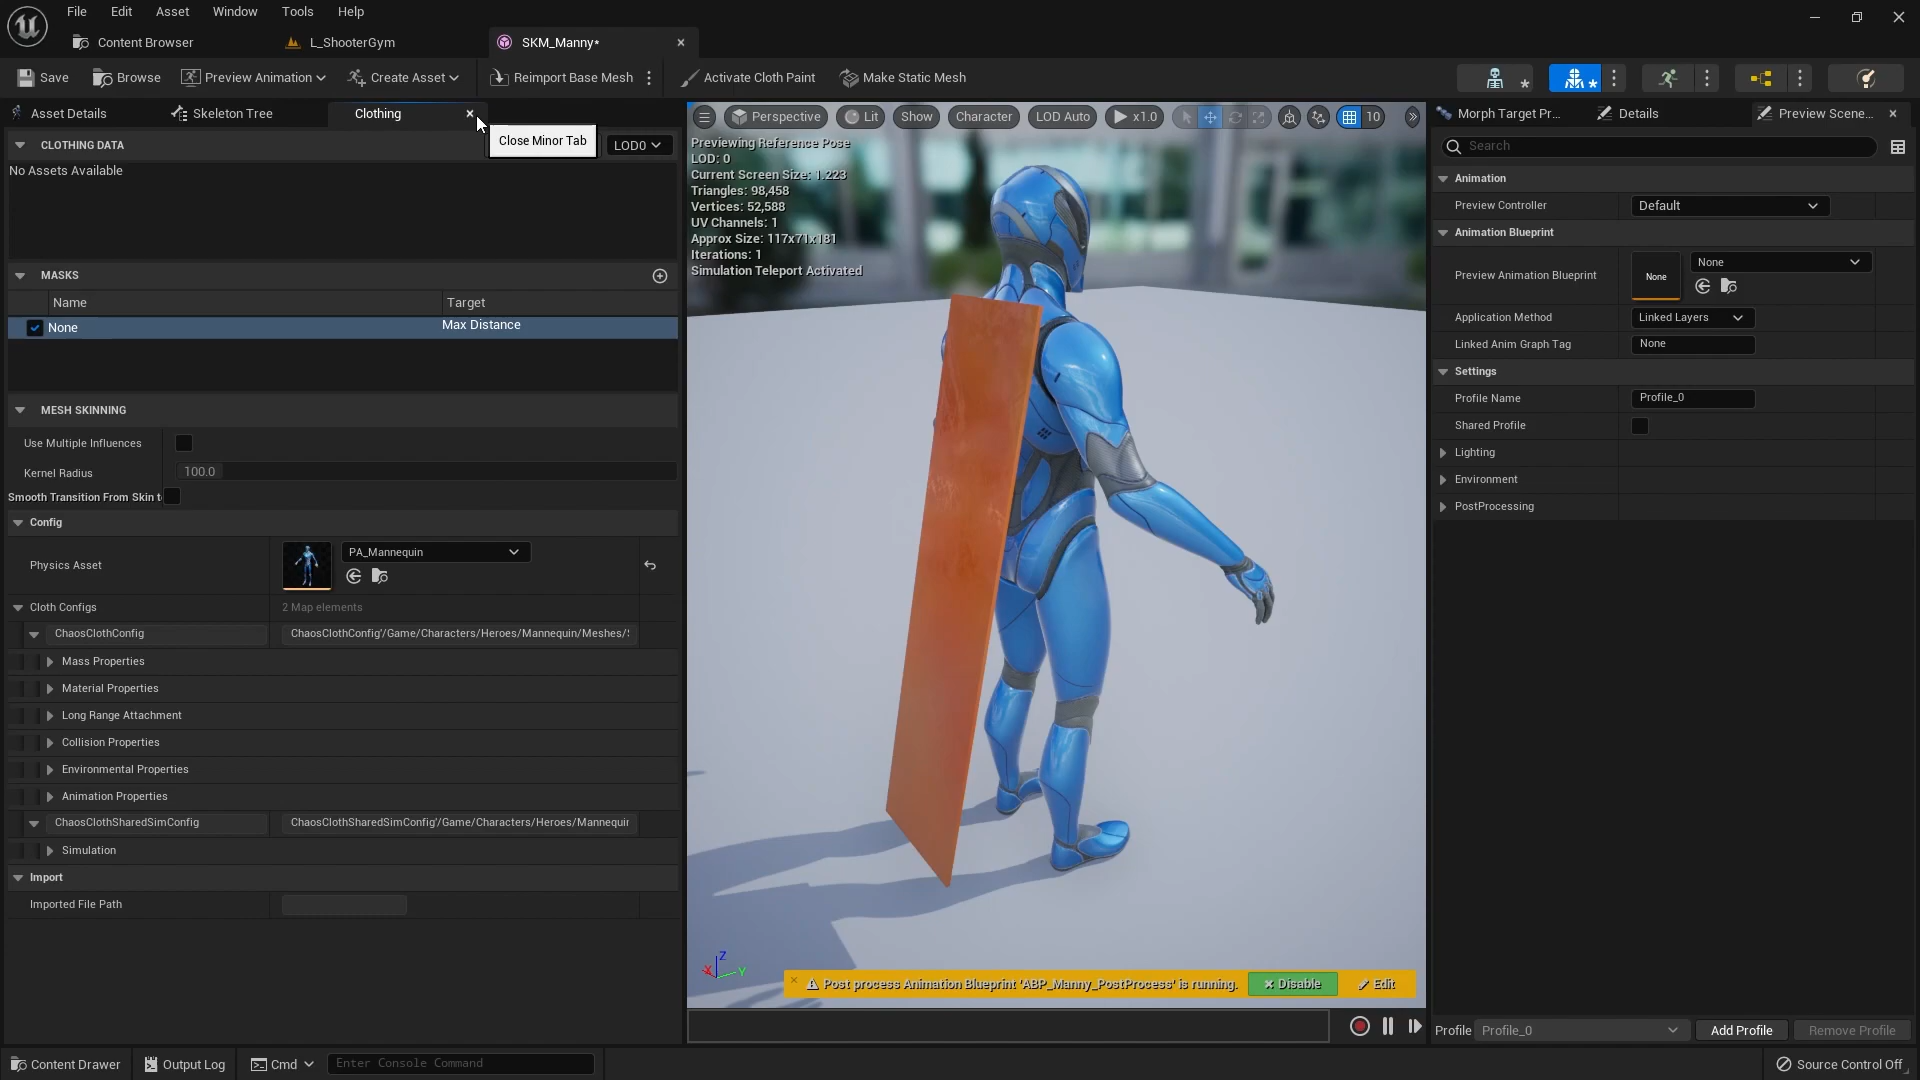 File Edit Asset Window Tools Help
Content Browser L_ShooterGym SKM_Manny*
Save Browse Preview Animation Create Asset Reimport Base Mesh Activate Cloth Paint Make Static Mesh
Asset Details Skeleton Tree Clothing
Close Minor Tab
CLOTHING DATA LOD0
No Assets Available
MASKS
Name Target
None Max Distance
MESH SKINNING
Use Multiple Influences
Kernel Radius 100.0
Smooth Transition From Skin t
Config
Physics Asset PA_Mannequin
Cloth Configs 2 Map elements
ChaosClothConfig ChaosClothConfig'/Game/Characters/Heroes/Mannequin/Meshes/
Mass Properties
Material Properties
Long Range Attachment
Collision Properties
Environmental Properties
Animation Properties
ChaosClothSharedSimConfig ChaosClothSharedSimConfig'/Game/Characters/Heroes/Mannequin
Simulation
Import
Imported File Path
Perspective Lit Show Character LOD Auto x1.0 10
Previewing Reference Pose
LOD: 0
Current Screen Size: 1.223
Triangles: 98,458
Vertices: 52,588
UV Channels: 1
Approx Size: 117x71x181
Iterations: 1
Simulation Teleport Activated
X Y Z
Post process Animation Blueprint 'ABP_Manny_PostProcess' is running. Disable Edit
Morph Target Pr... Details Preview Scene...
Search
Animation
Preview Controller Default
Animation Blueprint
Preview Animation Blueprint None None
Application Method Linked Layers
Linked Anim Graph Tag None
Settings
Profile Name Profile_0
Shared Profile
Lighting
Environment
PostProcessing
Profile Profile_0 Add Profile Remove Profile
Content Drawer Output Log Cmd Enter Console Command Source Control Off